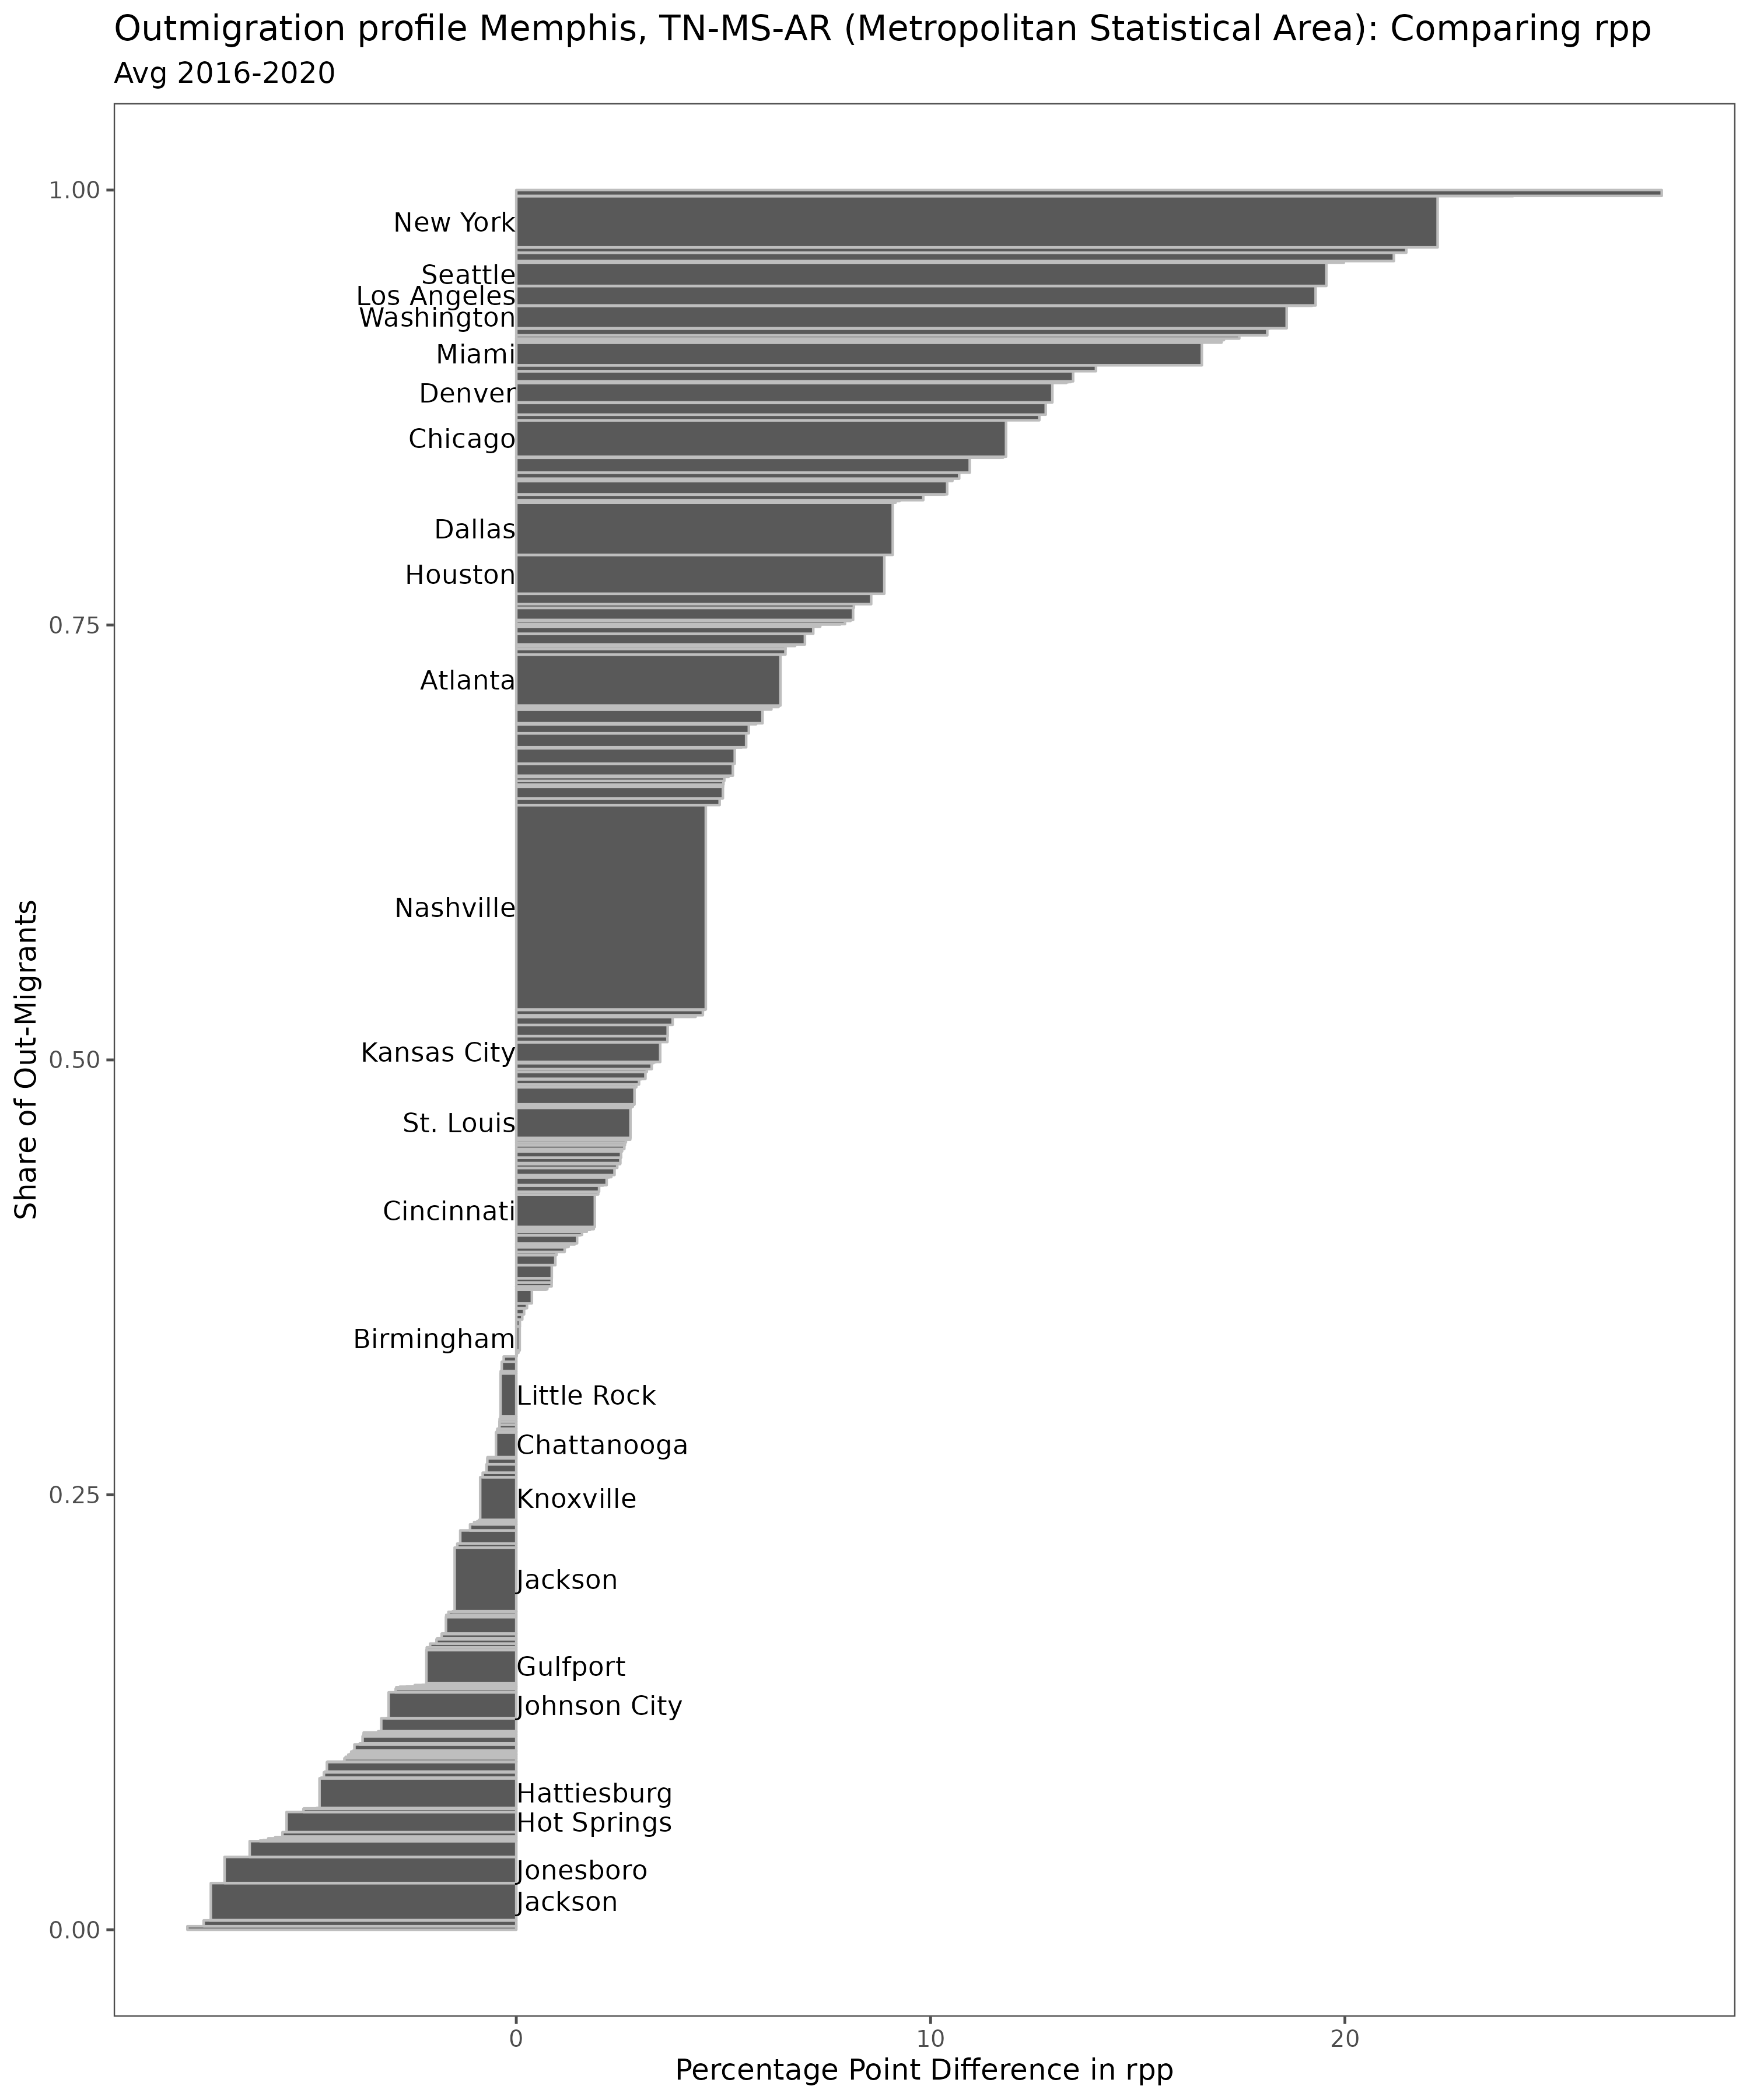 Outmigration profile Memphis, TN-MS-AR (Metropolitan Statistical Area): Comparing rpp
Avg 2016-2020
1.00
New York
Seattle
Los Angeles
Washington
Miami
Denver
Chicago
Dallas
Houston
0.75
Atlanta
Nashville
Share of Out-Migrants
0.50
Kansas City
St. Louis
Cincinnati
Birmingham
Little Rock
Chattanooga
0.25
Knoxville
Jackson
Gulfport
Johnson City
Hattiesburg
Hot Springs
Jonesboro
Jackson
0.00
0
10
20
Percentage Point Difference in rpp